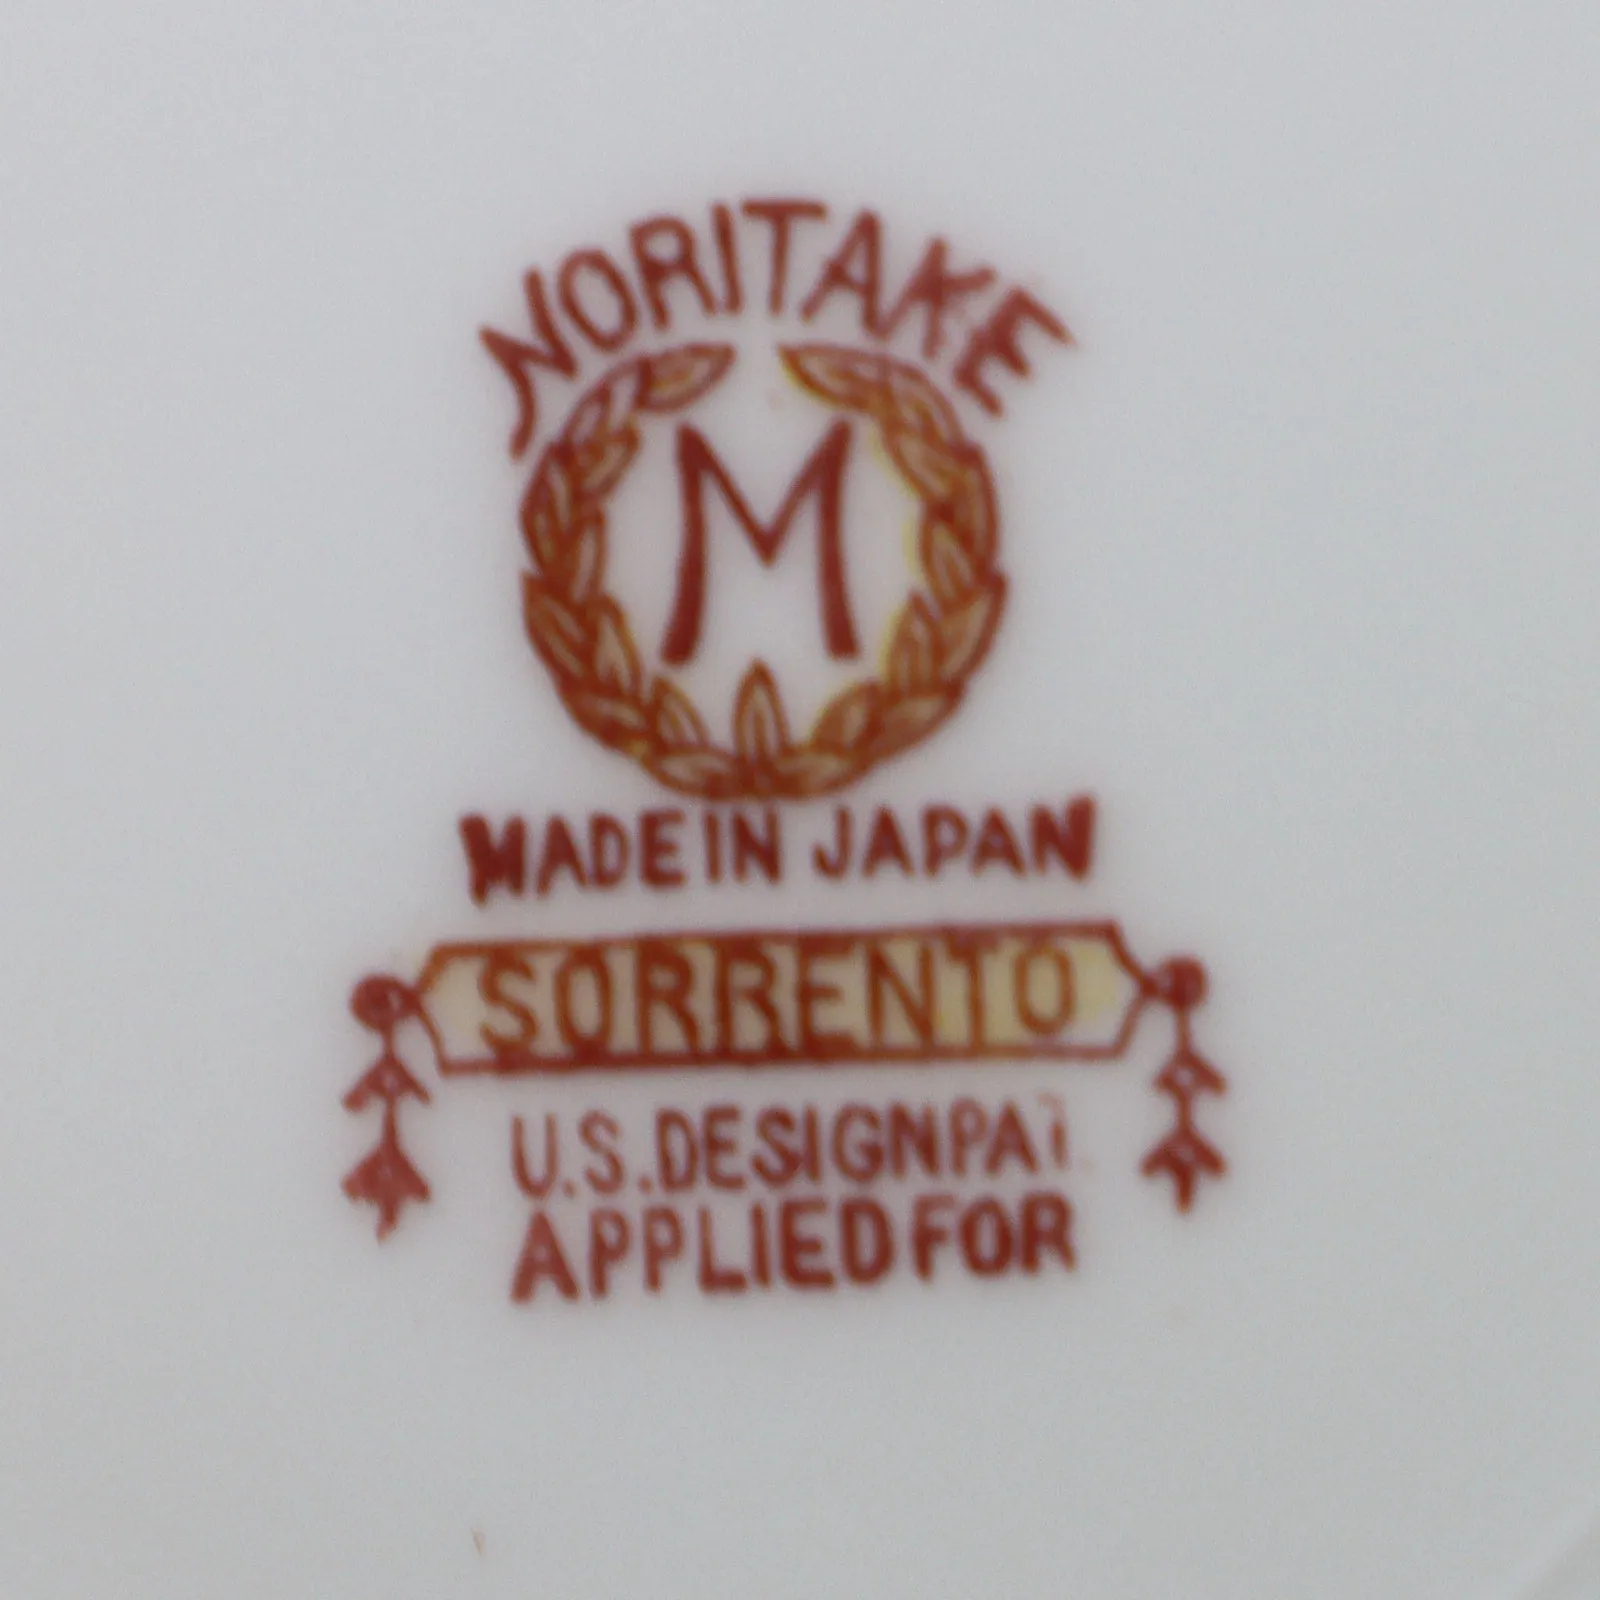 NORITAKE
M
MADE IN JAPAN
SORRENTO
U.S. DESIGN PAT
APPLIED FOR